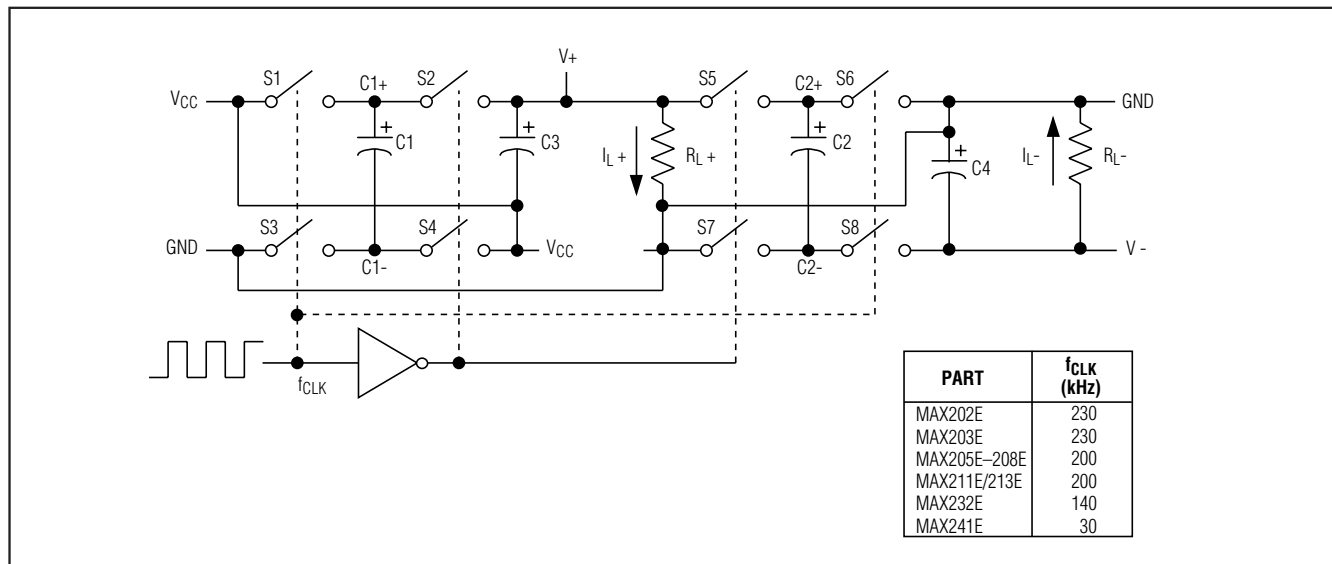 S1 C1+ S2 V+ S5 C2+ S6
VCC GND
C1 C3 IL + RL + C2 C4 IL- RL-
S3 S4 S7 S8
GND C1- VCC C2- V -
fCLK
PART fCLK (kHz)
MAX202E 230
MAX203E 230
MAX205E–208E 200
MAX211E/213E 200
MAX232E 140
MAX241E 30
+ + + +